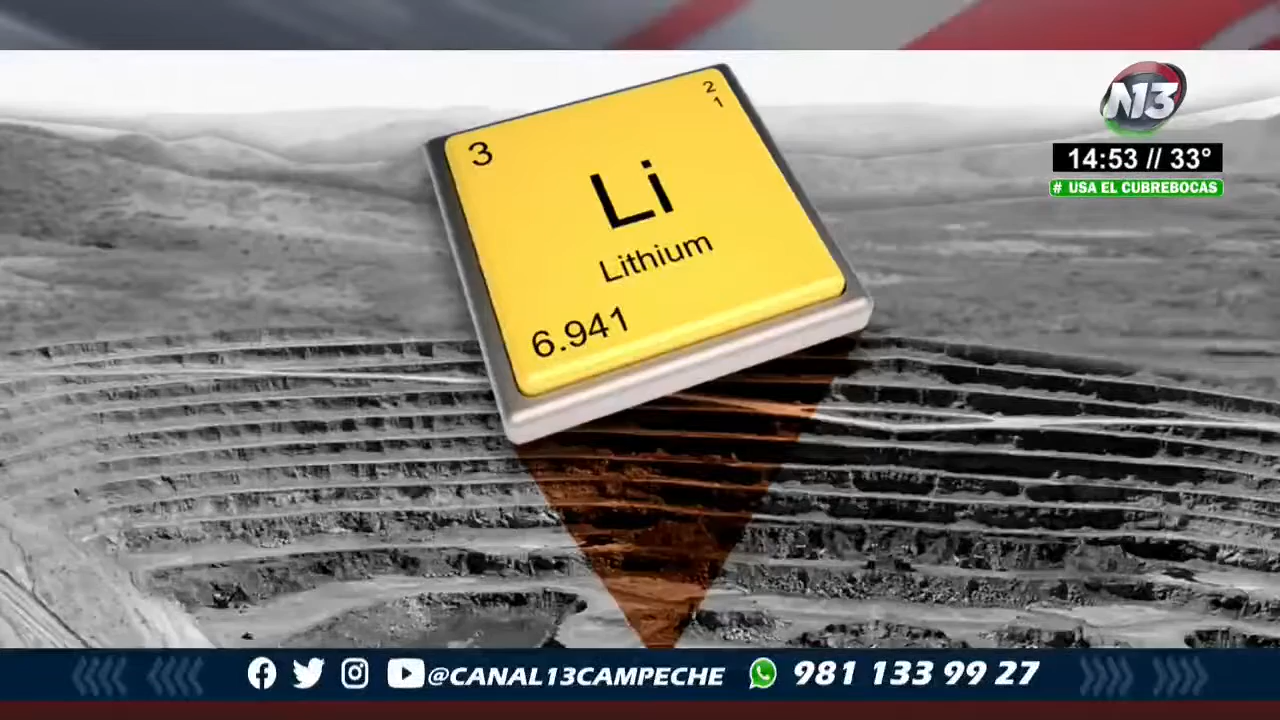 2
1
3
Li
Lithium
6.941
N13
14:53 // 33°
# USA EL CUBREBOCAS
@CANAL13CAMPECHE
981 133 99 27